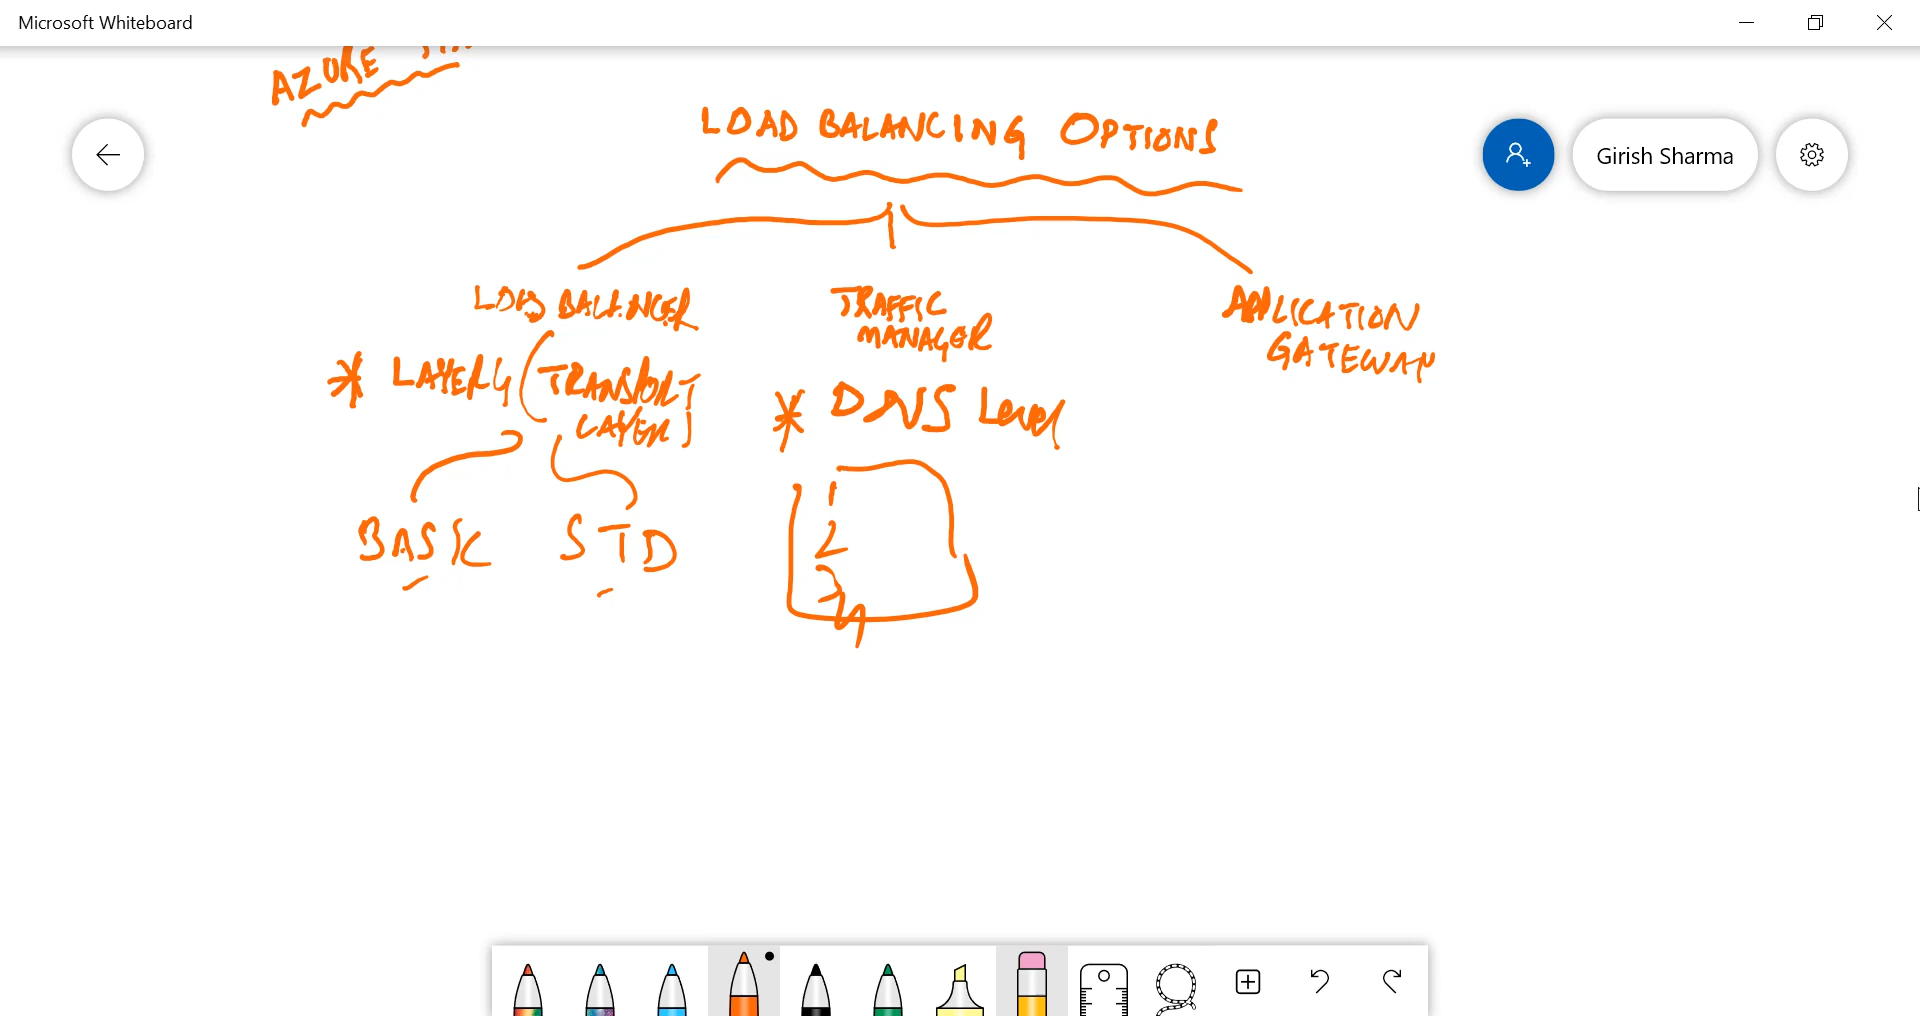 Microsoft Whiteboard
AZURE
LOAD BALANCING OPTIONS
Girish Sharma
LOAD BALANCER
TRAFFIC
MANAGER
APPLICATION
GATEWAY
* LAYER 4 (TRANSPORT
LAYER)
* DNS Level
BASIC STD
1
2
3
4